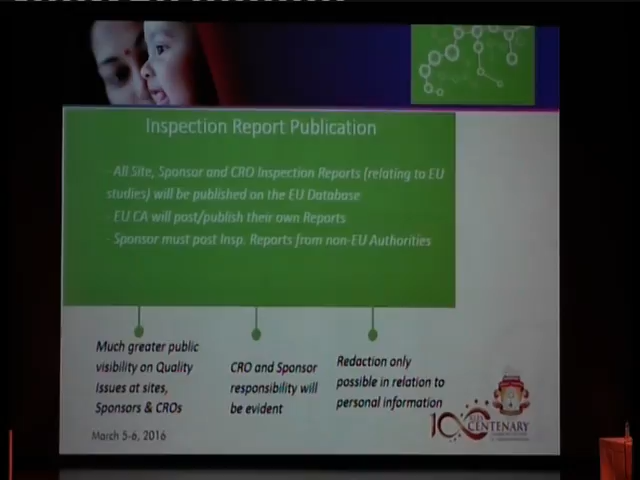 Inspection Report Publication
- All Site, Sponsor and CRO Inspection Reports (relating to EU
studies) will be published on the EU Database
- EU CA will post/publish their own Reports
- Sponsor must post Insp. Reports from non-EU Authorities
Much greater public
visibility on Quality
Issues at sites,
Sponsors & CROs
CRO and Sponsor
responsibility will
be evident
Redaction only
possible in relation to
personal information
CENTENARY
March 5-6, 2016